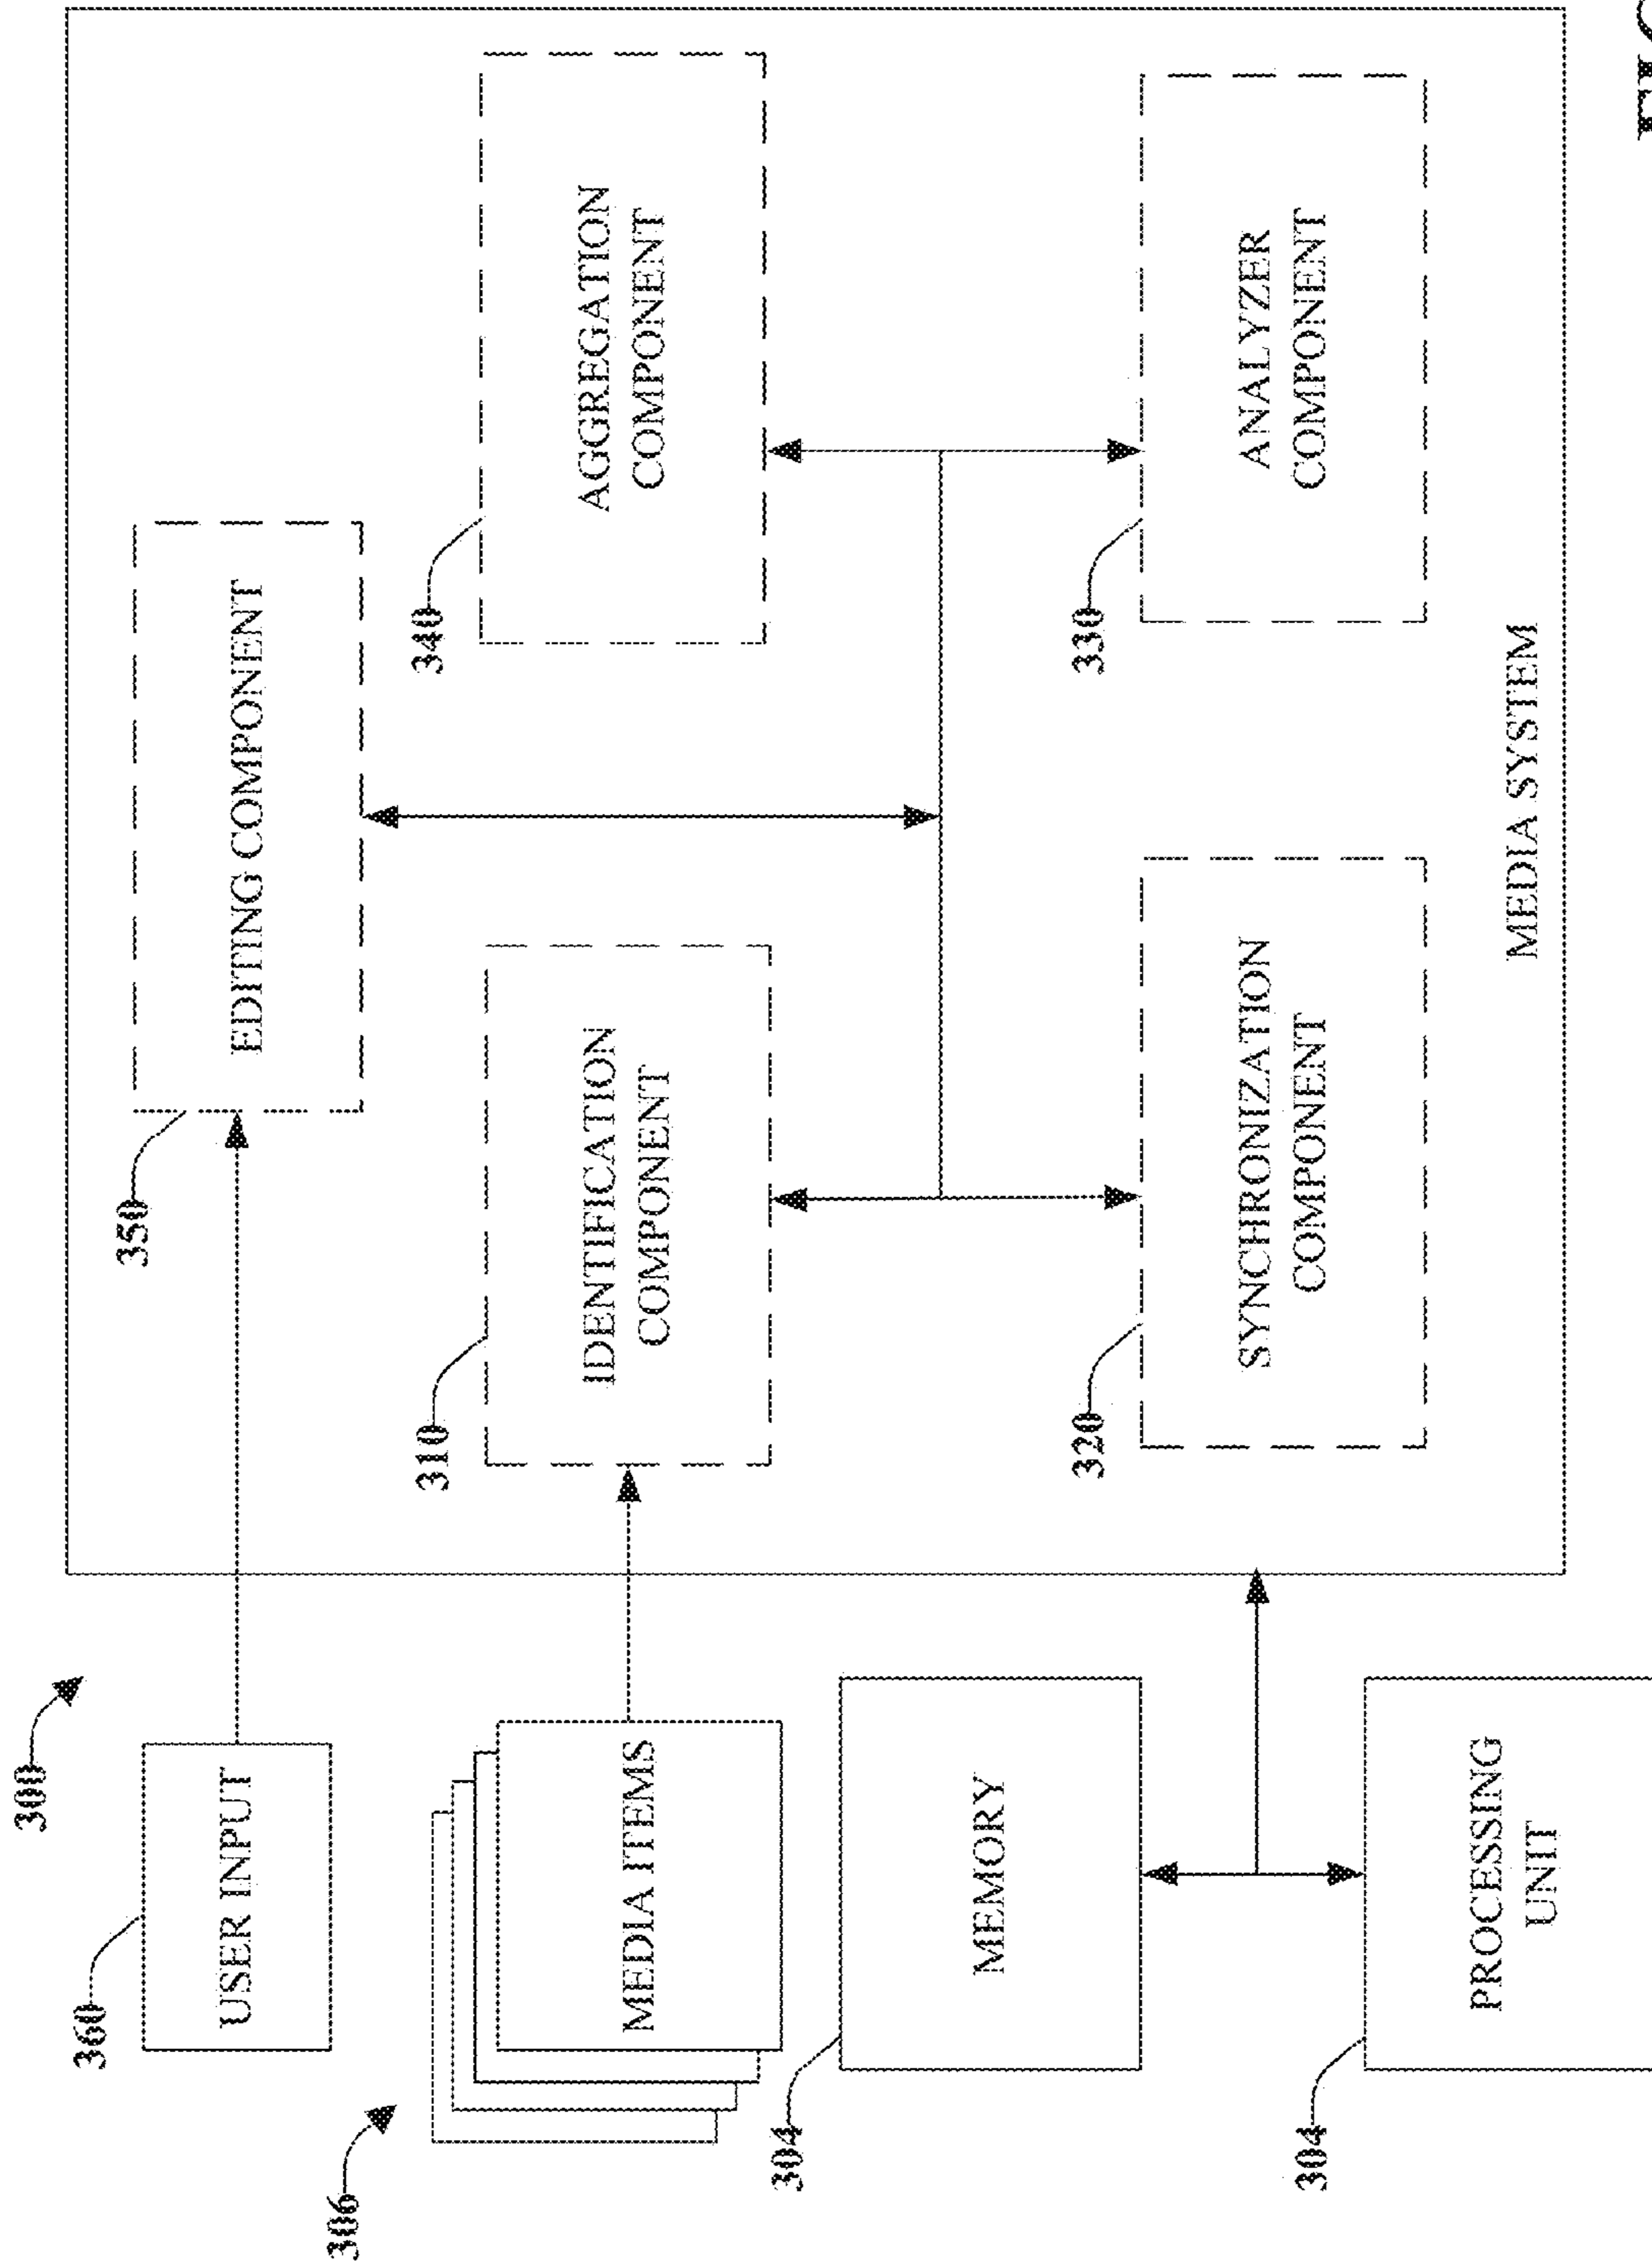 300
360
USER INPUT
350
EDITING COMPONENT
306
MEDIA ITEMS
310
IDENTIFICATION
COMPONENT
340
AGGREGATION
COMPONENT
304
MEMORY
304
PROCESSING
UNIT
320
SYNCHRONIZATION
COMPONENT
330
ANALYZER
COMPONENT
MEDIA SYSTEM